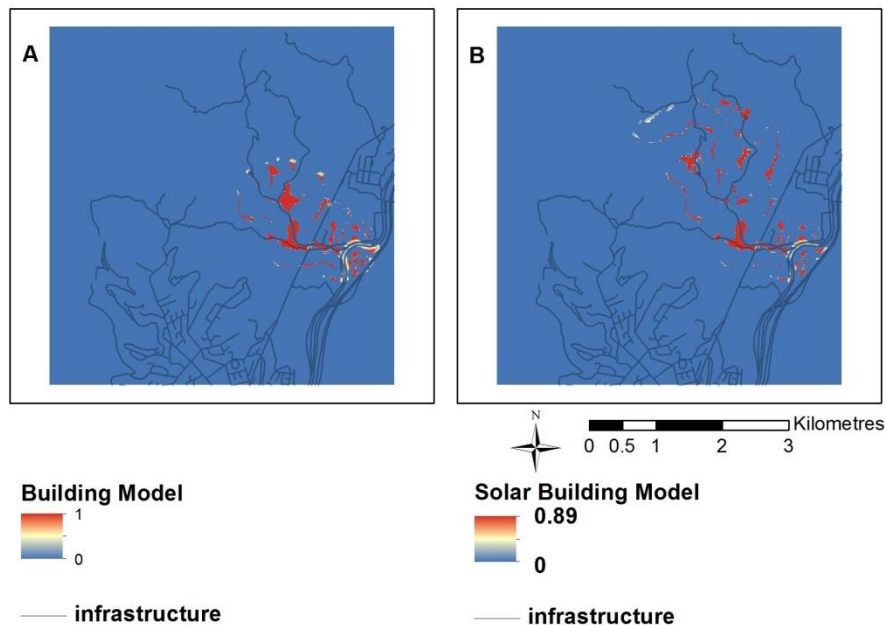 A
B
N
Kilometres
0 0.5 1 2 3
Building Model
1
0
infrastructure
Solar Building Model
0.89
0
infrastructure